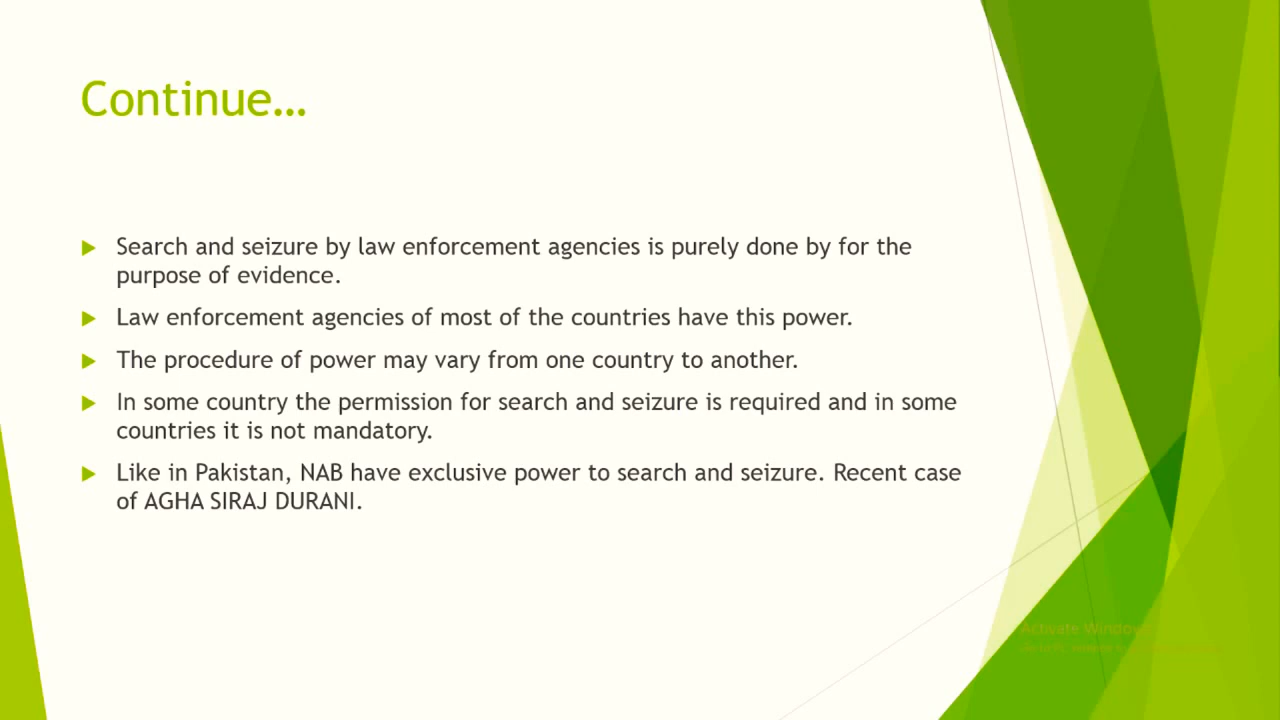 Continue…
Search and seizure by law enforcement agencies is purely done by for the
purpose of evidence.
Law enforcement agencies of most of the countries have this power.
The procedure of power may vary from one country to another.
In some country the permission for search and seizure is required and in some
countries it is not mandatory.
Like in Pakistan, NAB have exclusive power to search and seizure. Recent case
of AGHA SIRAJ DURANI.
Activate Windows